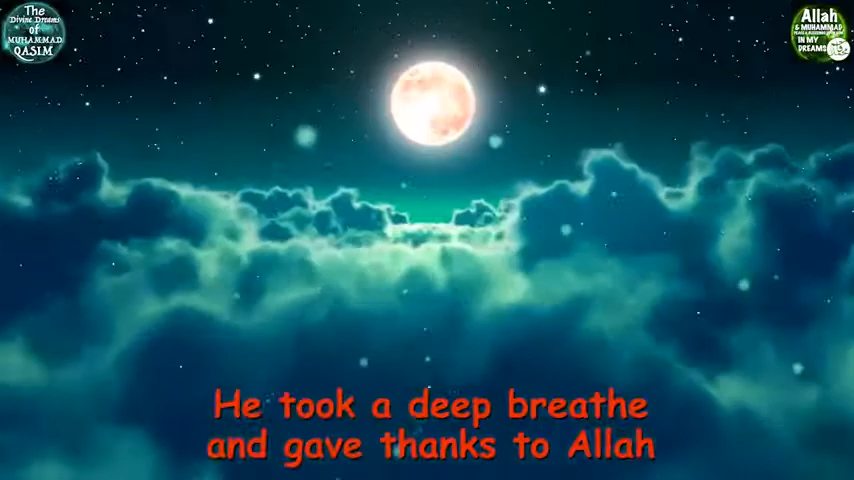 The
Divine Dreams
of
MUHAMMAD
QASIM
Allah
& MUHAMMAD
IN MY
DREAMS
He took a deep breathe
and gave thanks to Allah